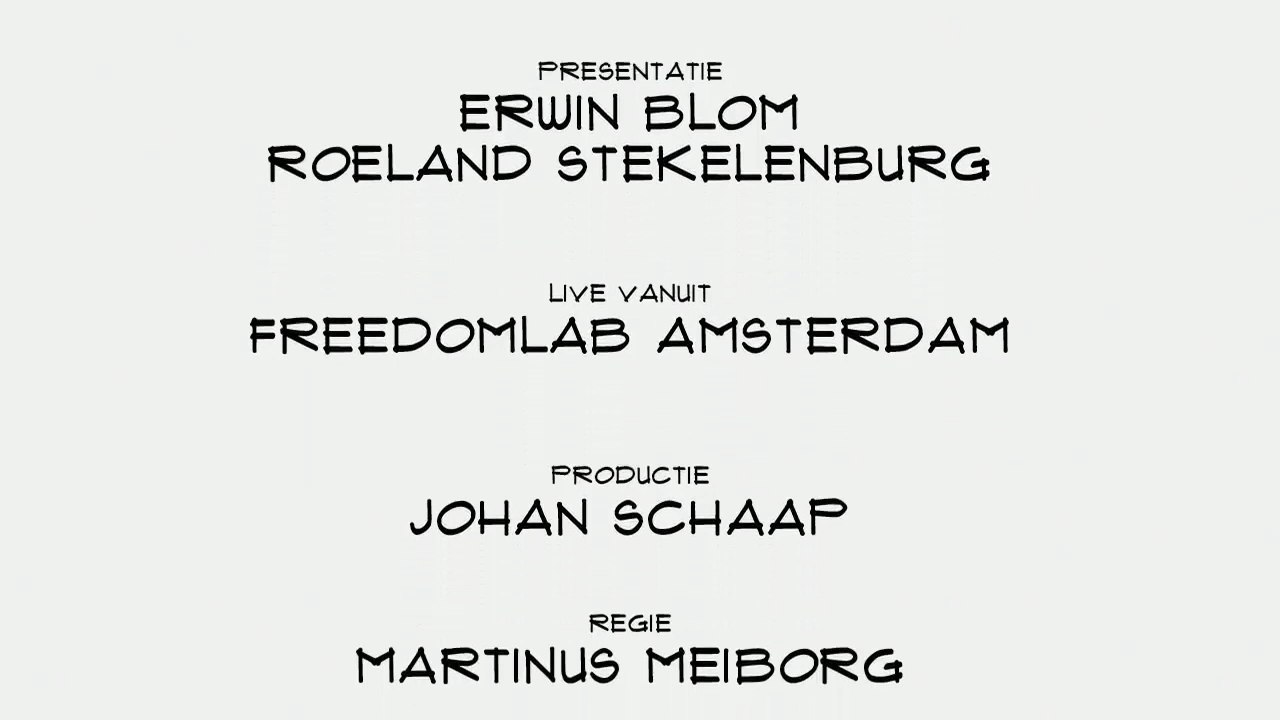 PRESENTATIE
ERWIN BLOM
ROELAND STEKELENBURG
LIVE VANUIT
FREEDOMLAB AMSTERDAM
PRODUCTIE
JOHAN SCHAAP
REGIE
MARTINUS MEIBORG